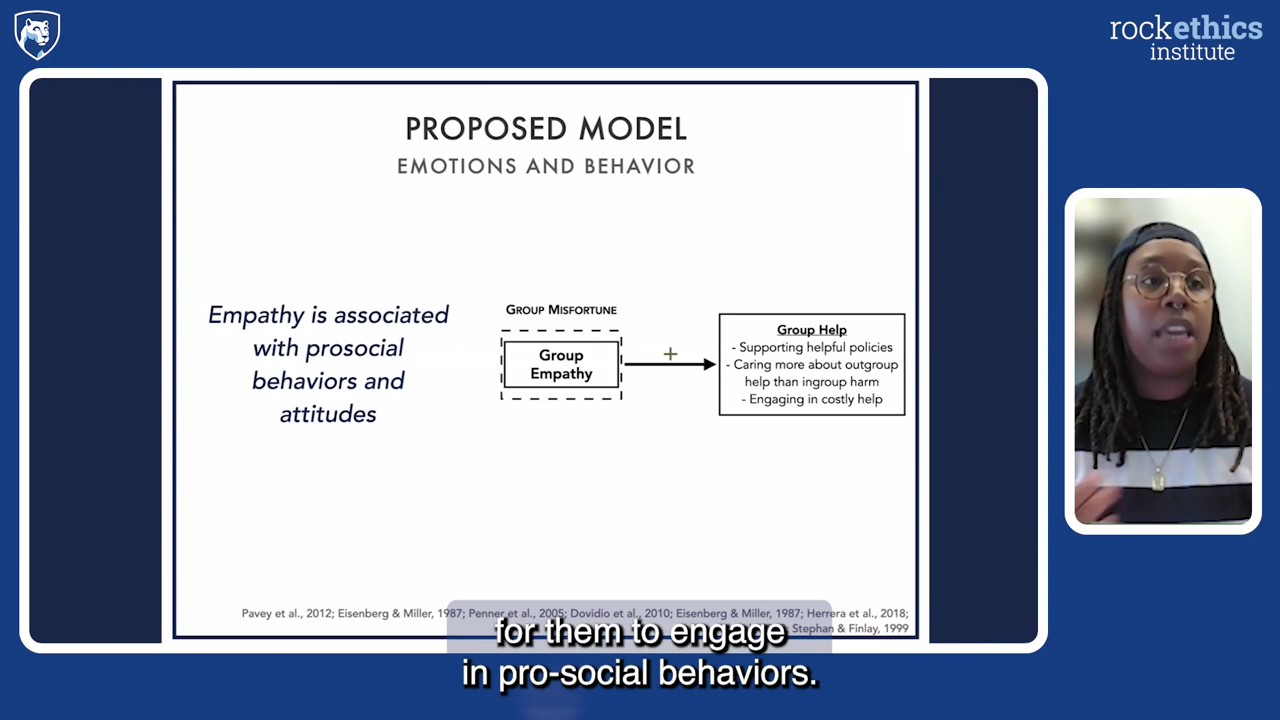 rockethics
institute
PROPOSED MODEL
EMOTIONS AND BEHAVIOR
Empathy is associated
with prosocial
behaviors and
attitudes
GROUP MISFORTUNE
Group
Empathy
+
Group Help
- Supporting helpful policies
- Caring more about outgroup
help than ingroup harm
- Engaging in costly help
Pavey et al., 2012; Eisenberg & Miller, 1987; Penner et al., 2005; Dovidio et al., 2010; Eisenberg & Miller, 1987; Herrera et al., 2018;
Stephan & Finlay, 1999
for them to engage
in pro-social behaviors.